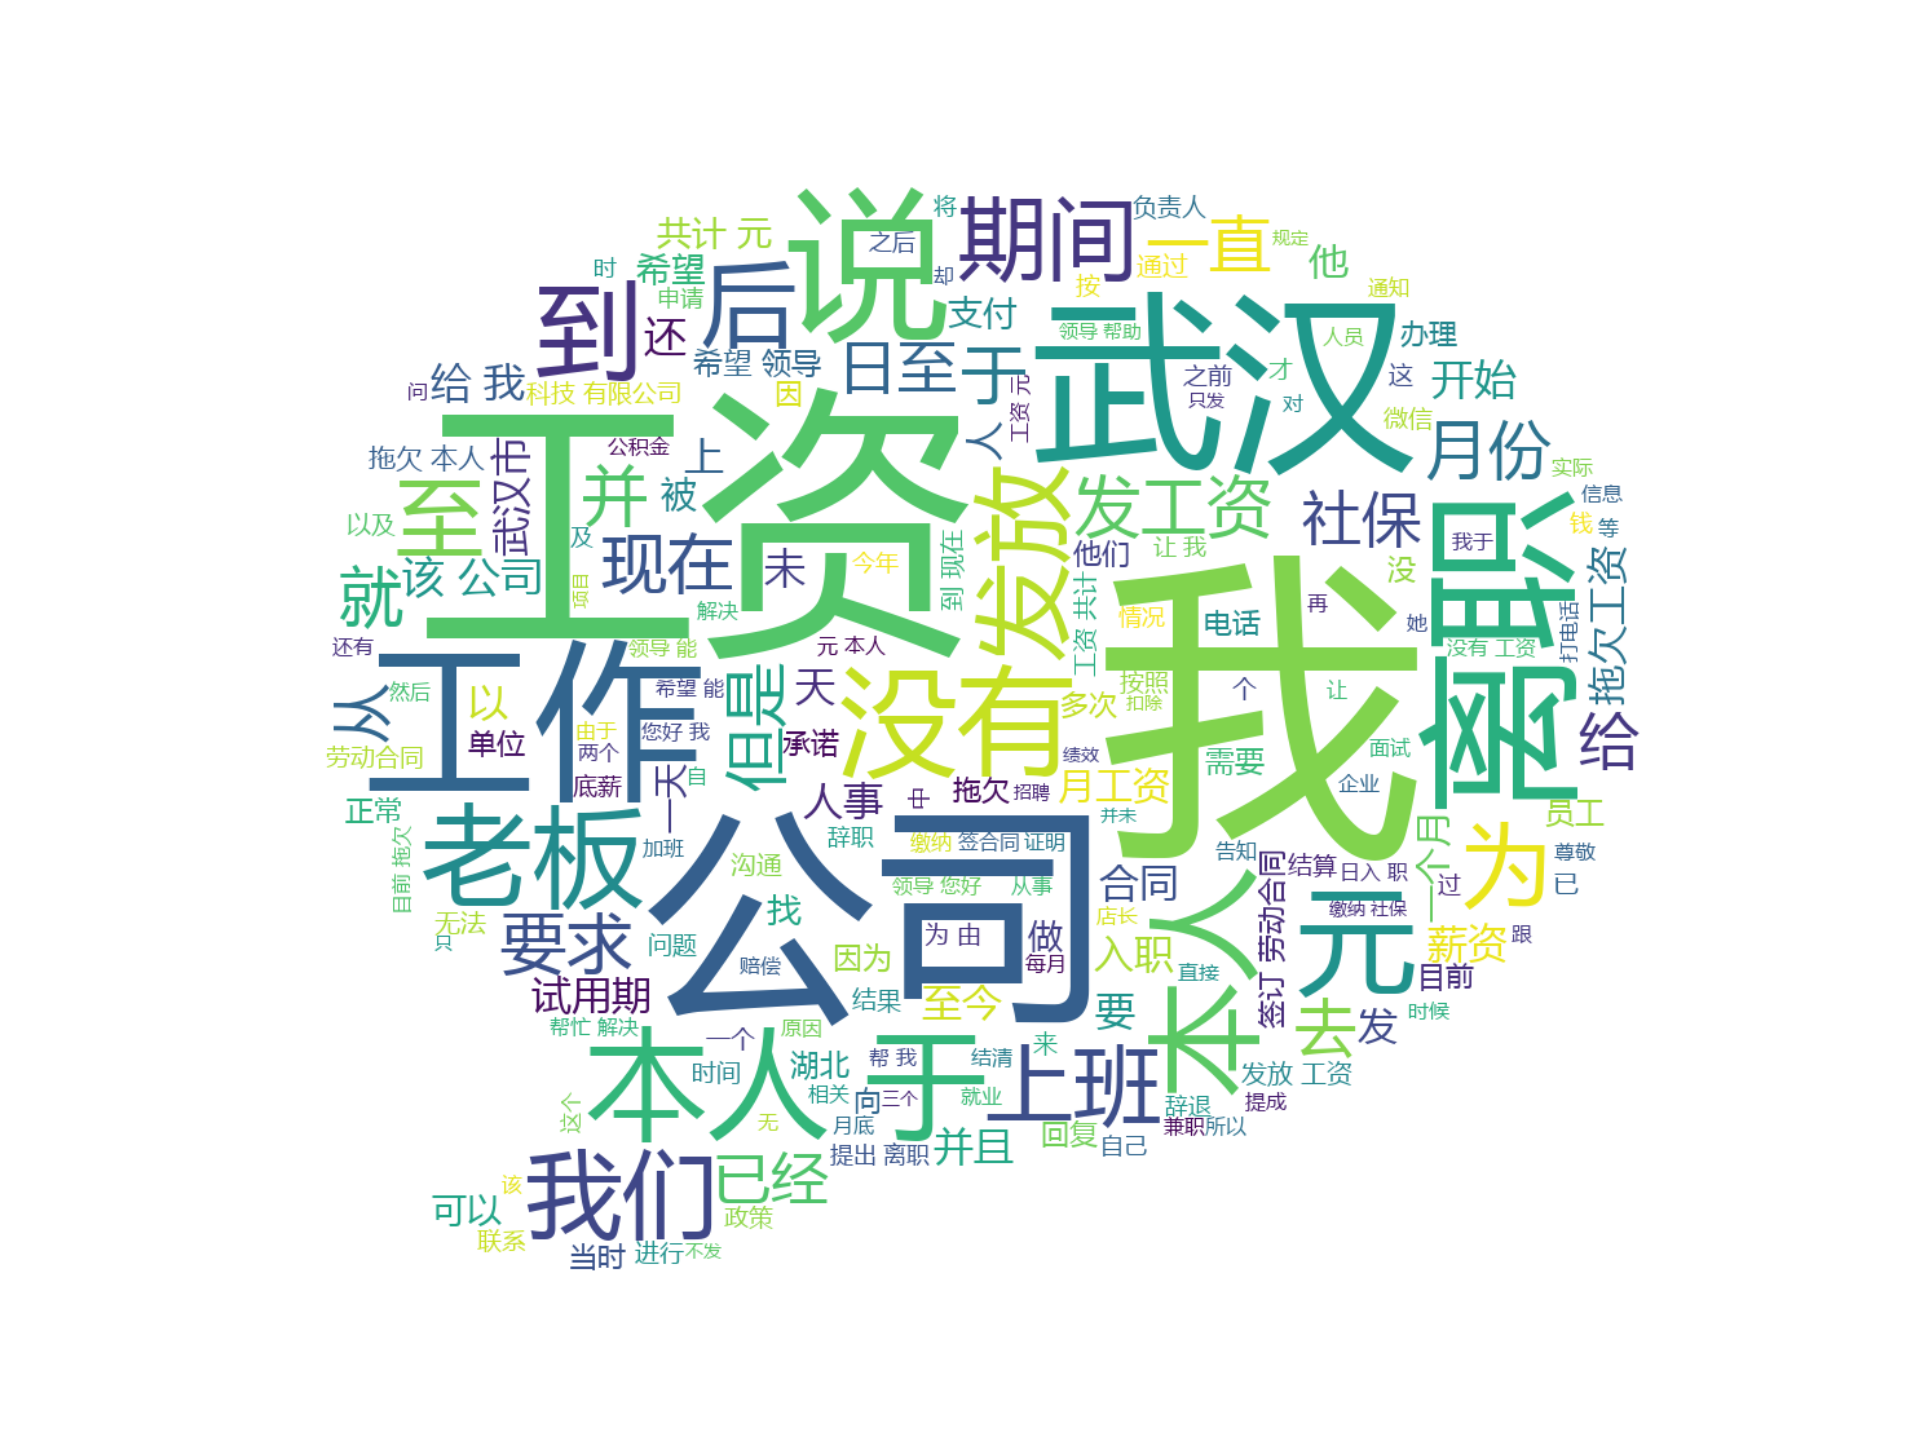 说
将
期间
负责人
一直
规定
共计 元
之后
他
希望
时
却
通过
通知
到
后
申请
按
支付
还
武汉
领导 帮助
人员
办理
希望 领导
日至
于
之前
才
这
开始
问
给 我
科技 有限公司
因
工资 元
只发
对
微信
工资
人
月份
拖欠 本人
武汉市
公积金
上
实际
至
并
被
发放
发工资
社保
离职
信息
钱
等
以及
及
现在
未
今年
到 现在
他们
让 我
我于
没
就
该 公司
项目
解决
工资 共计
我
情况
电话
再
她
没有 工资
打电话
拖欠工资
还有
工作
领导 能
元 本人
从
然后
以
希望 能
但是
天
没有
多次
按照
扣除
个
让
给
单位
由于
两个
您好 我
承诺
绩效
需要
面试
劳动合同
底薪
一天
自
人事
中
拖欠
招聘
月工资
企业
正常
老板
公司
辞职
并未
一个月
员工
目前 拖欠
加班
沟通
缴纳
签合同
证明
告知
结算
日入 职
为
尊敬
领导 您好
从事
合同
本人
签订 劳动合同
过
已
无法
只
要求
问题
找
店长
元
缴纳 社保
因为
为 由
做
入职
薪资
跟
赔偿
每月
直接
目前
试用期
结果
至今
要
去
发
时候
帮忙 解决
本人
一个
原因
于
来
时间
湖北
帮 我
结清
上班
发放 工资
这个
相关
向
三个
就业
辞退
提成
无
月底
回复
兼职
所以
我们
已经
提出 离职
并且
自己
该
可以
政策
联系
当时
进行
不发